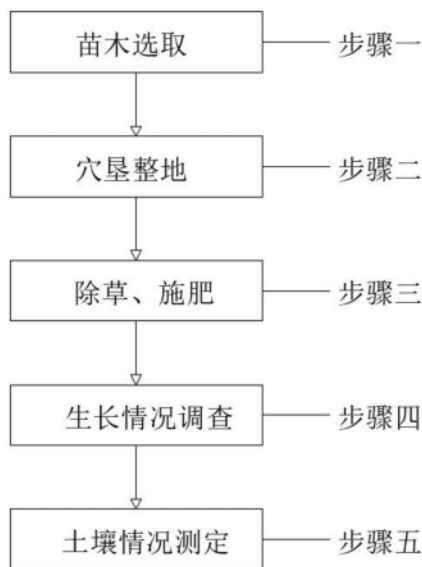 苗木选取 步骤一
穴垦整地 步骤二
除草、施肥 步骤三
生长情况调查 步骤四
土壤情况测定 步骤五